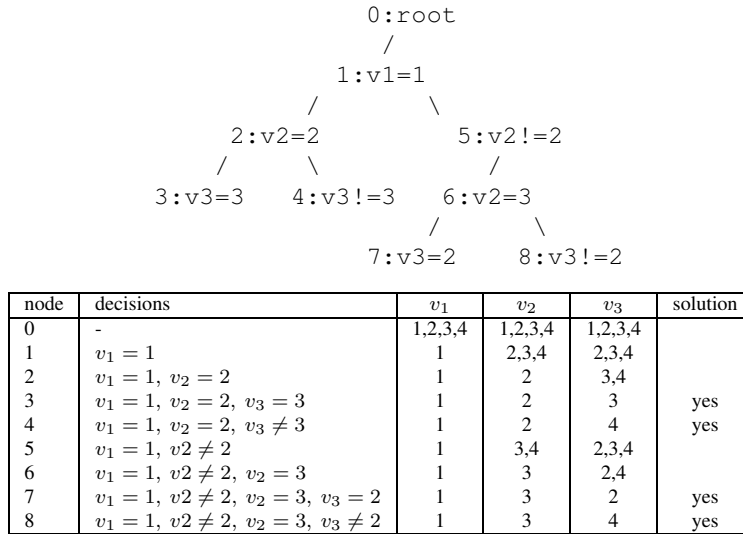 0:root
/
1:v1=1
/ \
2:v2=2 5:v2!=2
/ \ /
3:v3=3 4:v3!=3 6:v2=3
/ \
7:v3=2 8:v3!=2
node decisions v₁ v₂ v₃ solution
0 - 1,2,3,4 1,2,3,4 1,2,3,4
1 v₁ = 1 1 2,3,4 2,3,4
2 v₁ = 1, v₂ = 2 1 2 3,4
3 v₁ = 1, v₂ = 2, v₃ = 3 1 2 3 yes
4 v₁ = 1, v₂ = 2, v₃ ≠ 3 1 2 4 yes
5 v₁ = 1, v2 ≠ 2 1 3,4 2,3,4
6 v₁ = 1, v2 ≠ 2, v₂ = 3 1 3 2,4
7 v₁ = 1, v2 ≠ 2, v₂ = 3, v₃ = 2 1 3 2 yes
8 v₁ = 1, v2 ≠ 2, v₂ = 3, v₃ ≠ 2 1 3 4 yes